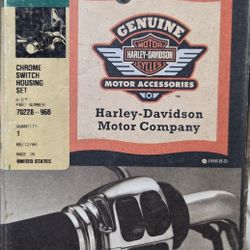 CHROME
SWITCH
HOUSING
SET
PART NUMBER
70228-96B
QUANTITY
1
MADE IN
UNITED STATES
GENUINE
MOTOR
HARLEY-DAVIDSON
CYCLES
MOTOR ACCESSORIES
Harley-Davidson
Motor Company